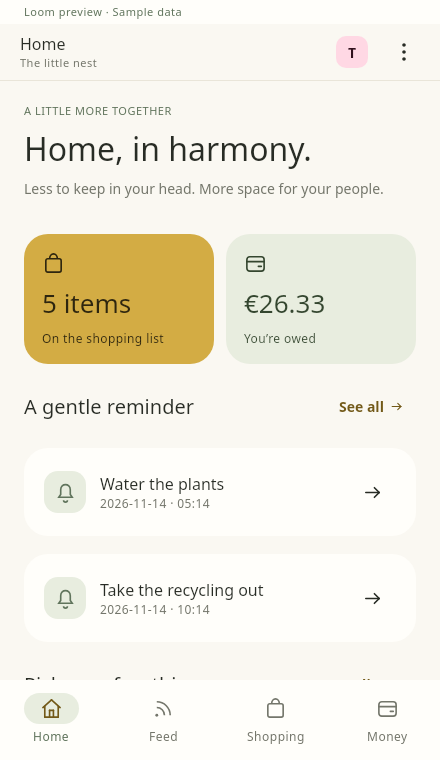 Loom preview · Sample data
Home
The little nest
T
A LITTLE MORE TOGETHER
Home, in harmony.
Less to keep in your head. More space for your people.
5 items
On the shopping list
€26.33
You’re owed
A gentle reminder
See all
Water the plants
2026-11-14 · 05:14
Take the recycling out
2026-11-14 · 10:14
Home
Feed
Shopping
Money